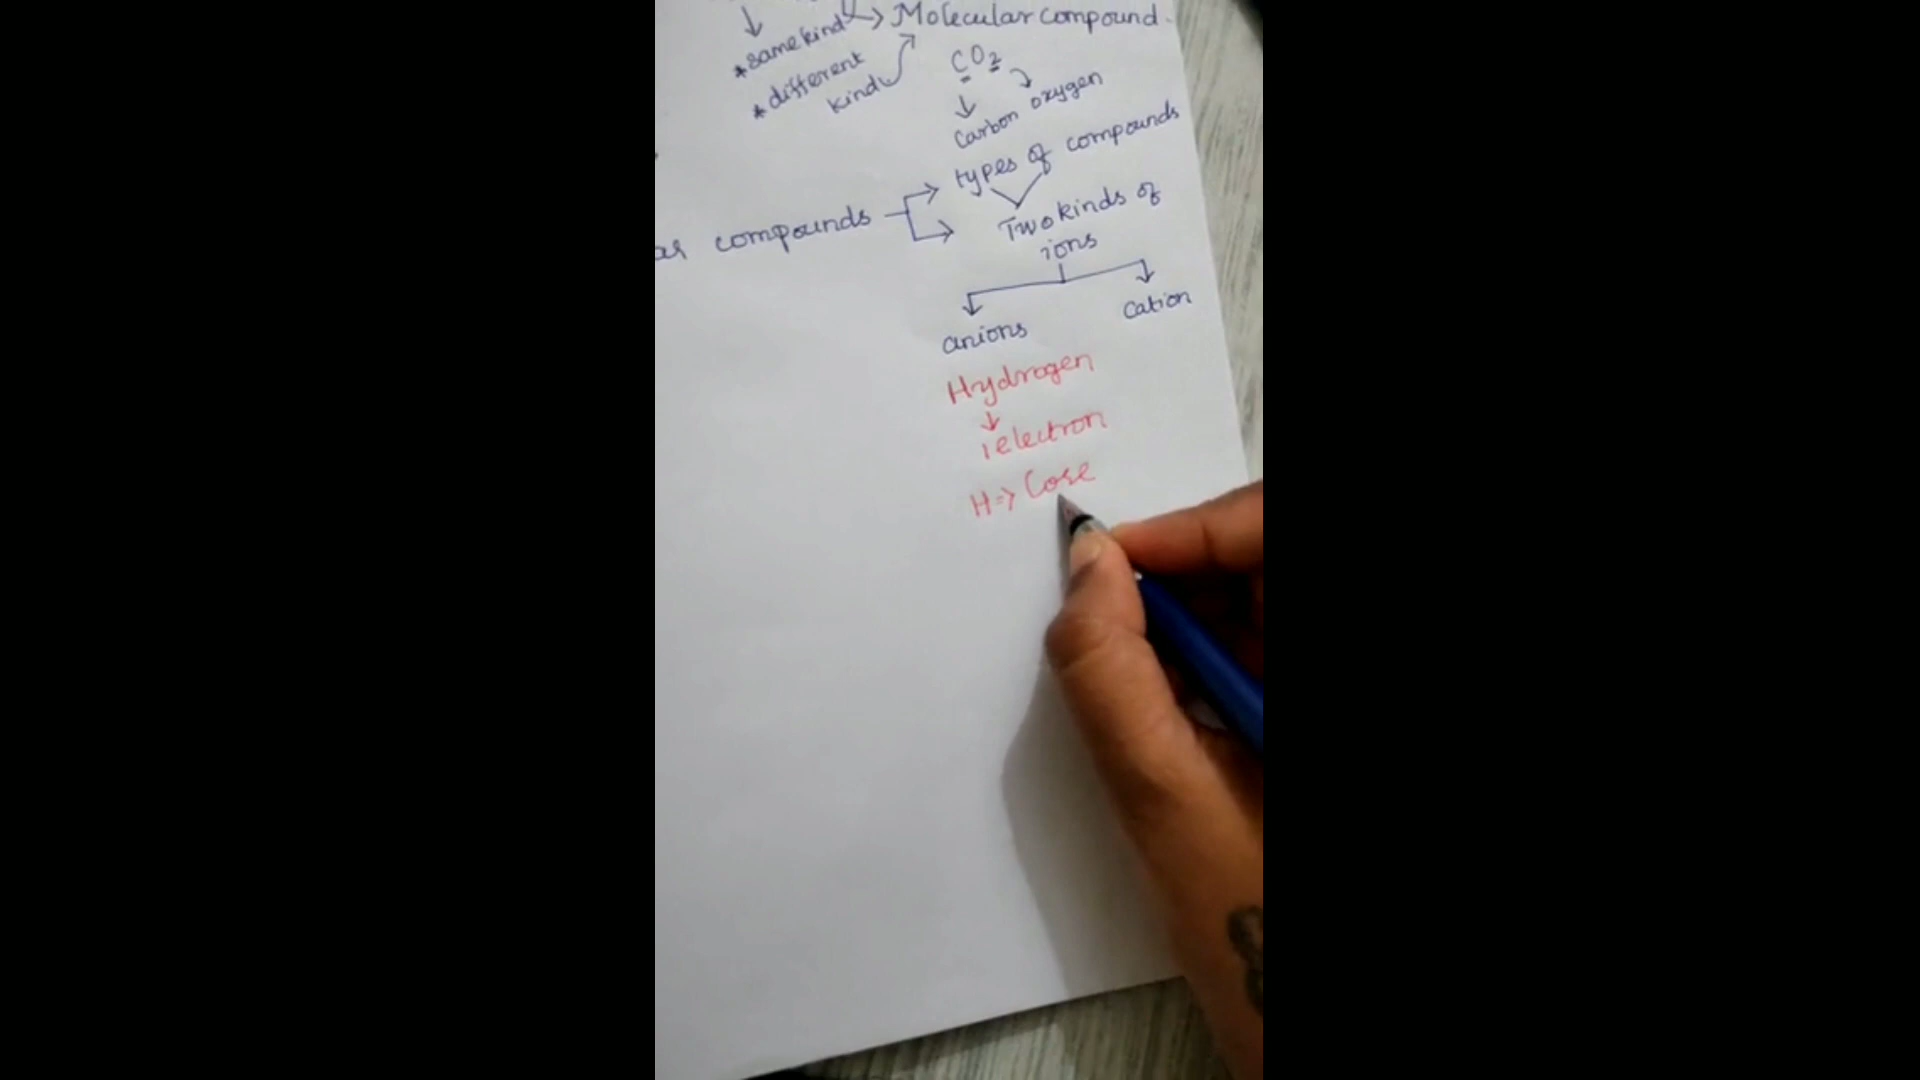 *same kind → Molecular compound.
*different
kind
CO2
Carbon oxygen
types of compounds
compounds
Two kinds of
ions
anions cation
Hydrogen
↓
1 electron
H => Cose